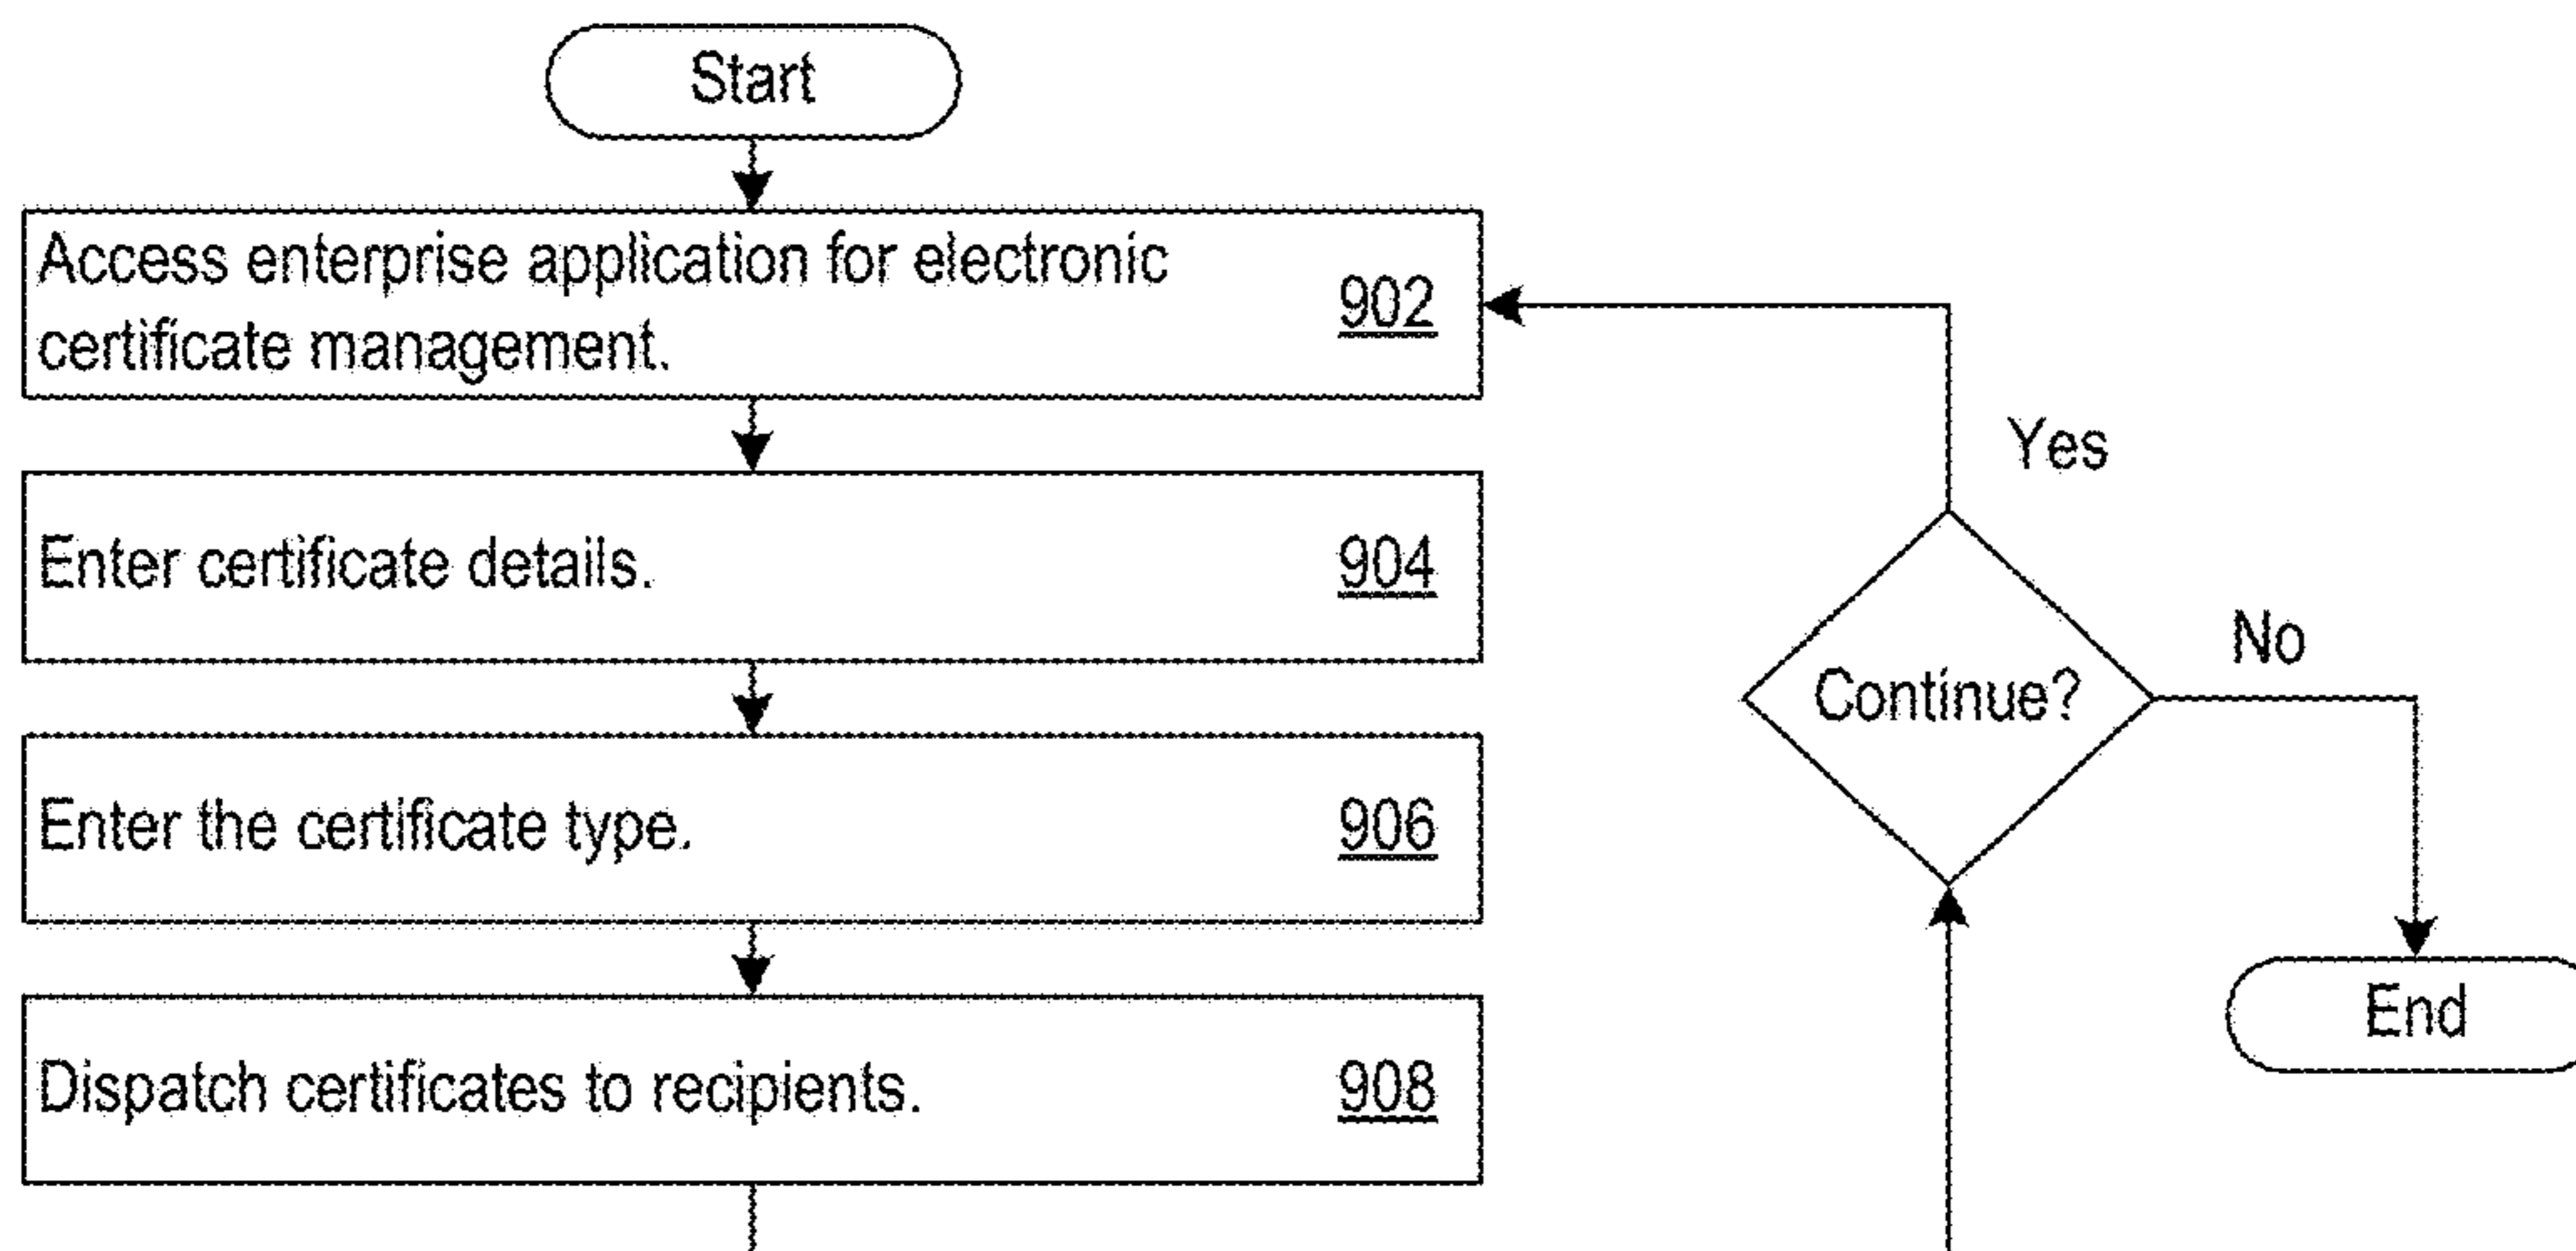 Start
Access enterprise application for electronic
certificate management.
902
Enter certificate details.
904
Enter the certificate type.
906
Dispatch certificates to recipients.
908
Yes
Continue?
No
End